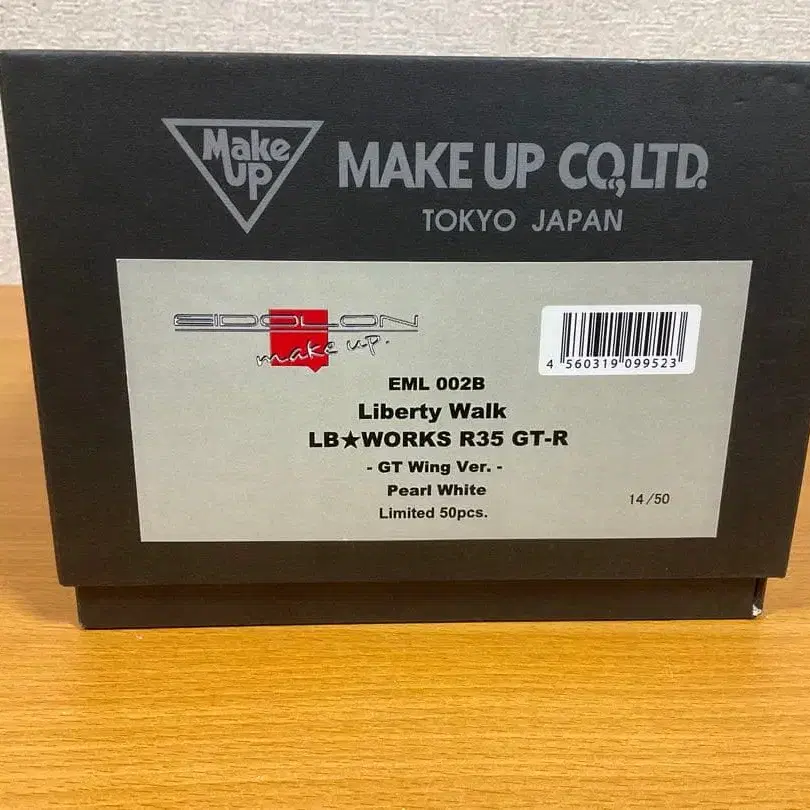 Make
UP
MAKE UP CO.,LTD.
TOKYO JAPAN
EIDOLON
make up.
4 560319 099523
EML 002B
Liberty Walk
LB★WORKS R35 GT-R
- GT Wing Ver. -
Pearl White
Limited 50pcs.
14/50